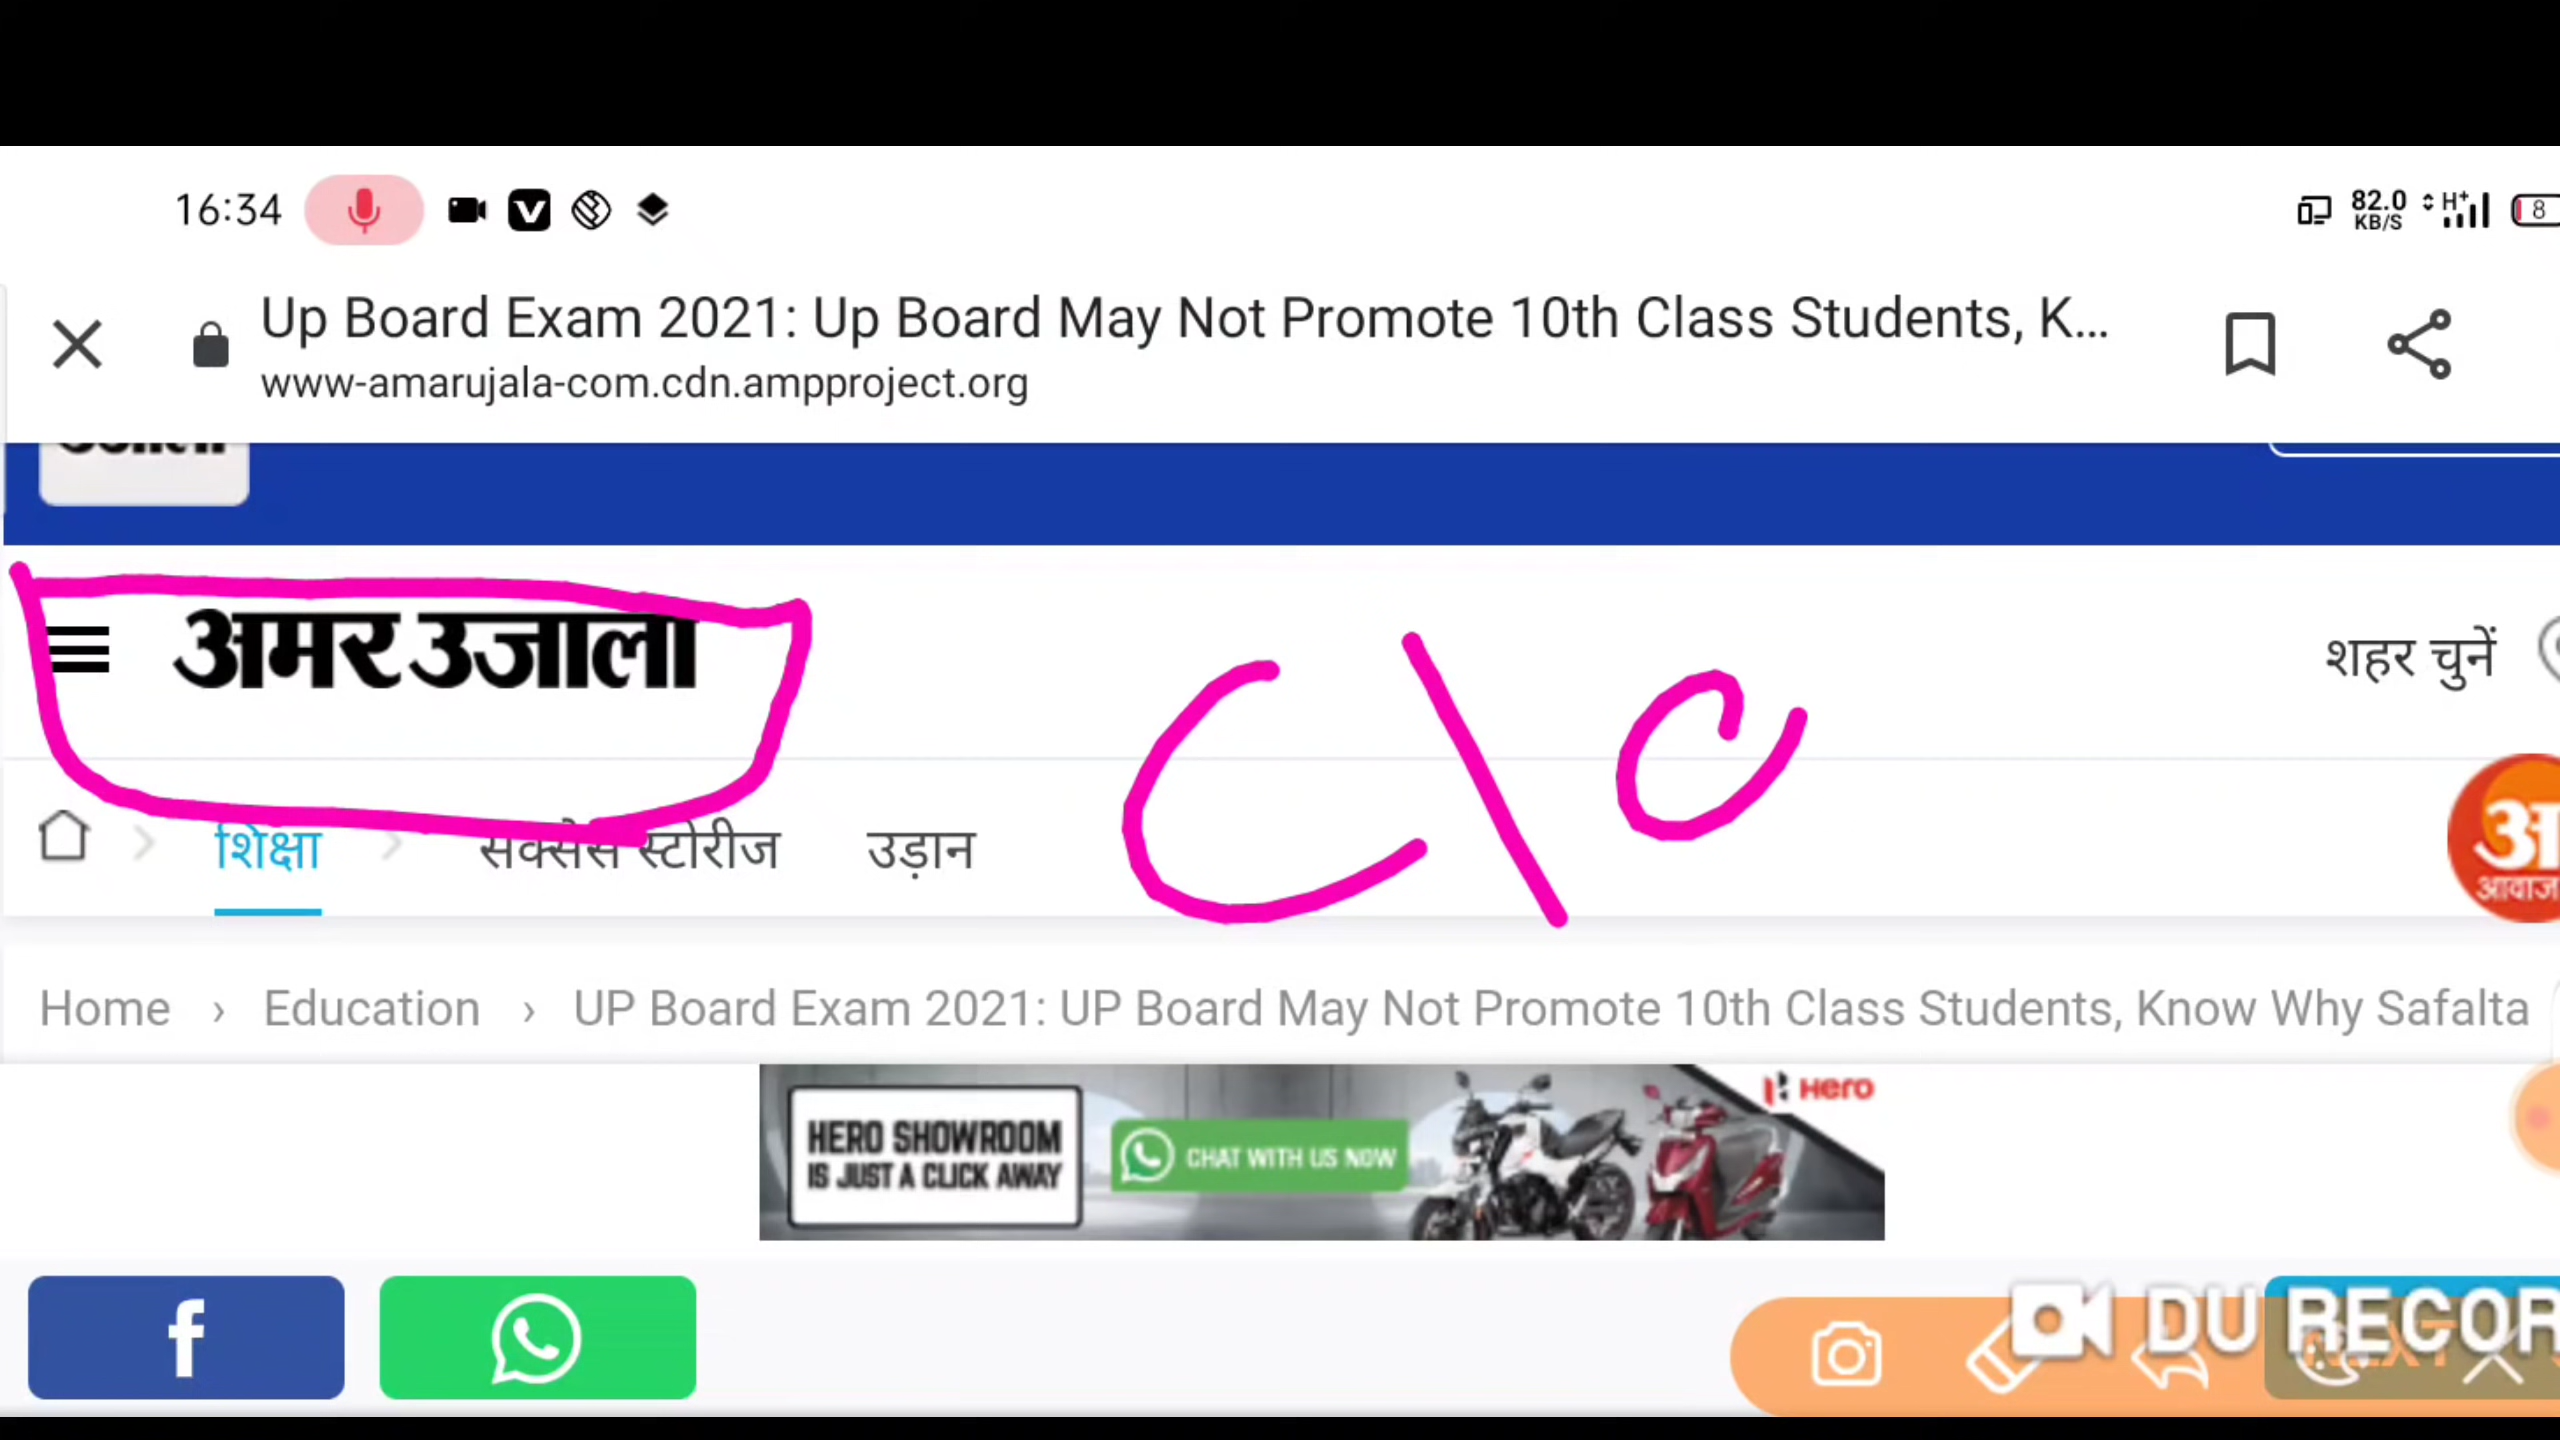 16:34
82.0
KB/S
H+
8
Up Board Exam 2021: Up Board May Not Promote 10th Class Students, K...
www-amarujala-com.cdn.ampproject.org
अमर उजाला
C\O
शहर चुनें
शिक्षा
सक्सेस स्टोरीज
उड़ान
अ
आवाज
Home › Education › UP Board Exam 2021: UP Board May Not Promote 10th Class Students, Know Why Safalta
Hero
HERO SHOWROOM
IS JUST A CLICK AWAY
CHAT WITH US NOW
f
DU RECOR